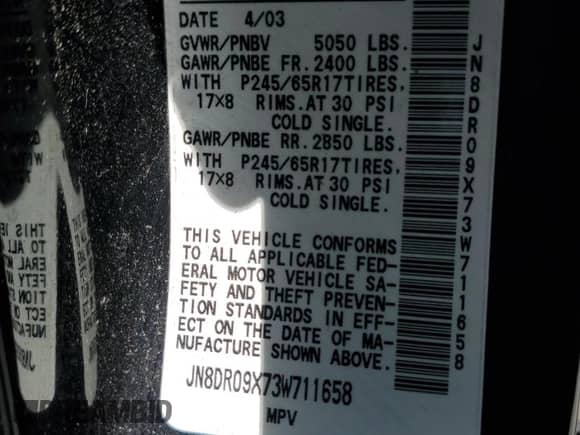 DATE 4/03
GVWR/PNBV 5050 LBS.
GAWR/PNBE FR. 2400 LBS.
WITH P245/65R17TIRES,
17×8 RIMS. AT 30 PSI
COLD SINGLE.
GAWR/PNBE RR. 2850 LBS.
WITH P245/65R17TIRES,
17×8 RIMS. AT 30 PSI
COLD SINGLE.
THIS VEHICLE CONFORMS
TO ALL APPLICABLE FED-
ERAL MOTOR VEHICLE SA-
FETY AND THEFT PREVEN-
TION STANDARDS IN EFF-
ECT ON THE DATE OF MA-
NUFACTURE SHOWN ABOVE.
JN8DR09X73W711658
MPV
JN8DR09X73W711658